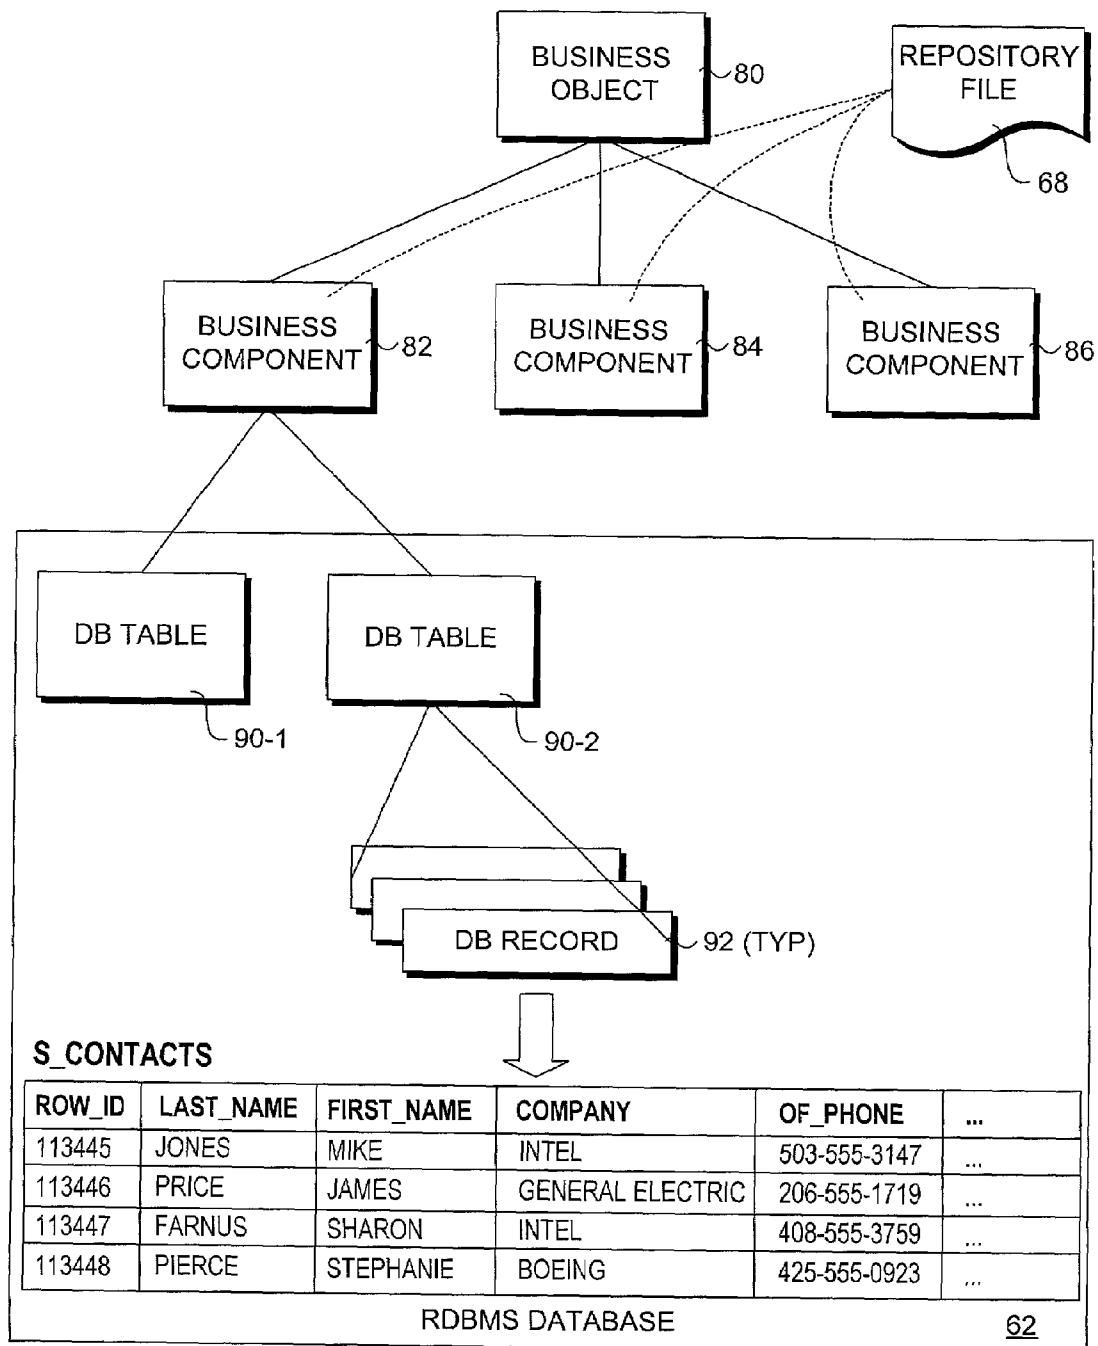 BUSINESS
OBJECT
80
REPOSITORY
FILE
68
BUSINESS
COMPONENT
82
BUSINESS
COMPONENT
84
BUSINESS
COMPONENT
86
DB TABLE
90-1
DB TABLE
90-2
DB RECORD
92 (TYP)
S_CONTACTS
ROW_ID LAST_NAME FIRST_NAME COMPANY OF_PHONE ...
113445 JONES MIKE INTEL 503-555-3147 ...
113446 PRICE JAMES GENERAL ELECTRIC 206-555-1719 ...
113447 FARNUS SHARON INTEL 408-555-3759 ...
113448 PIERCE STEPHANIE BOEING 425-555-0923 ...
RDBMS DATABASE
62